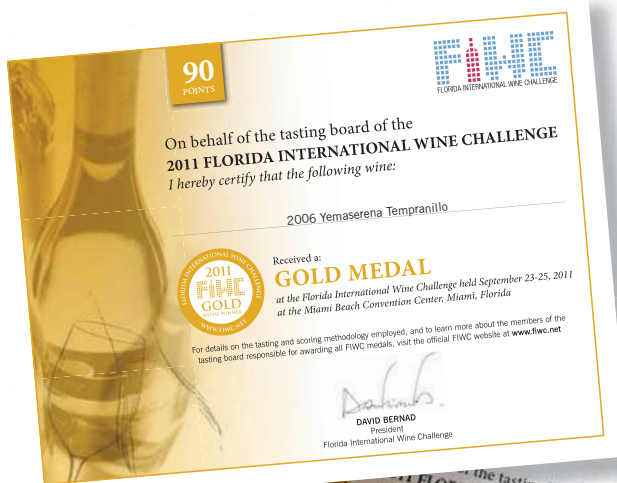 90
POINTS
FIWC
FLORIDA INTERNATIONAL WINE CHALLENGE
On behalf of the tasting board of the
2011 FLORIDA INTERNATIONAL WINE CHALLENGE
I hereby certify that the following wine:
2006 Yemaserena Tempranillo
FLORIDA INTERNATIONAL WINE CHALLENGE
2011
FIWC
GOLD
MEDAL WINNER
WWW.FIWC.NET
Received a:
GOLD MEDAL
at the Florida International Wine Challenge held September 23-25, 2011
at the Miami Beach Convention Center, Miami, Florida
For details on the tasting and scoring methodology employed, and to learn more about the members of the
tasting board responsible for awarding all FIWC medals, visit the official FIWC website at www.fiwc.net
DAVID BERNAD
President
Florida International Wine Challenge
of the tasti